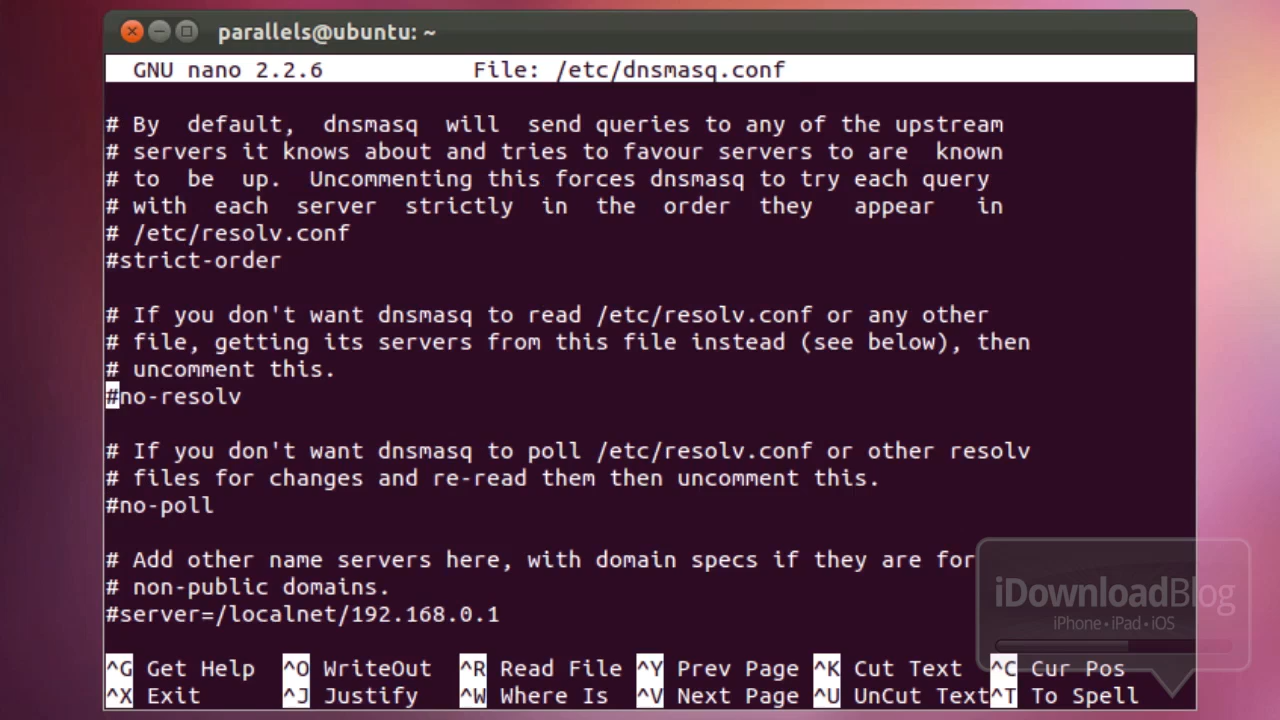 parallels@ubuntu: ~
GNU nano 2.2.6 File: /etc/dnsmasq.conf
# By default, dnsmasq will send queries to any of the upstream
# servers it knows about and tries to favour servers to are known
# to be up. Uncommenting this forces dnsmasq to try each query
# with each server strictly in the order they appear in
# /etc/resolv.conf
#strict-order
# If you don't want dnsmasq to read /etc/resolv.conf or any other
# file, getting its servers from this file instead (see below), then
# uncomment this.
#no-resolv
# If you don't want dnsmasq to poll /etc/resolv.conf or other resolv
# files for changes and re-read them then uncomment this.
#no-poll
# Add other name servers here, with domain specs if they are for
# non-public domains.
#server=/localnet/192.168.0.1
iDownloadBlog
iPhone • iPad • iOS
^G Get Help ^O WriteOut ^R Read File ^Y Prev Page ^K Cut Text ^C Cur Pos
^X Exit ^J Justify ^W Where Is ^V Next Page ^U UnCut Text ^T To Spell